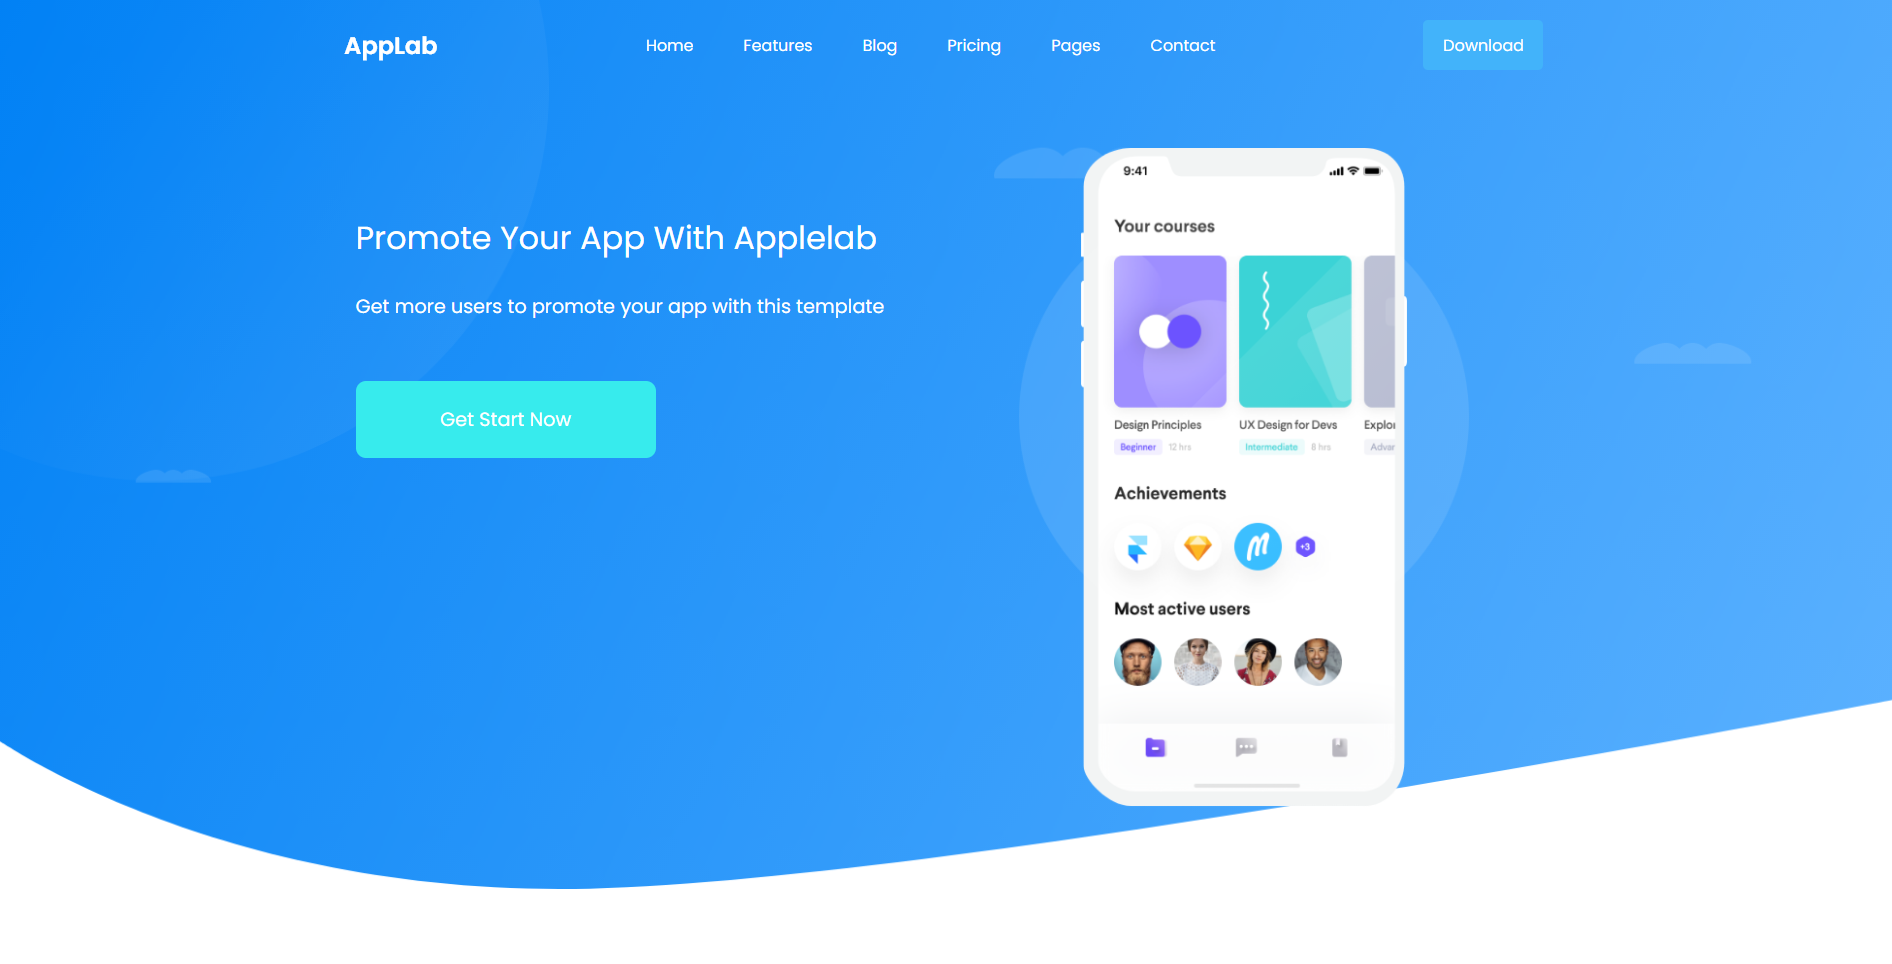 AppLab
Home Features Blog Pricing Pages Contact
Download
Promote Your App With Applelab
Get more users to promote your app with this template
Get Start Now
9:41
Your courses
Design Principles
Beginner 12 hrs
UX Design for Devs
Intermediate 8 hrs
Explor
Advan
Achievements
+3
Most active users